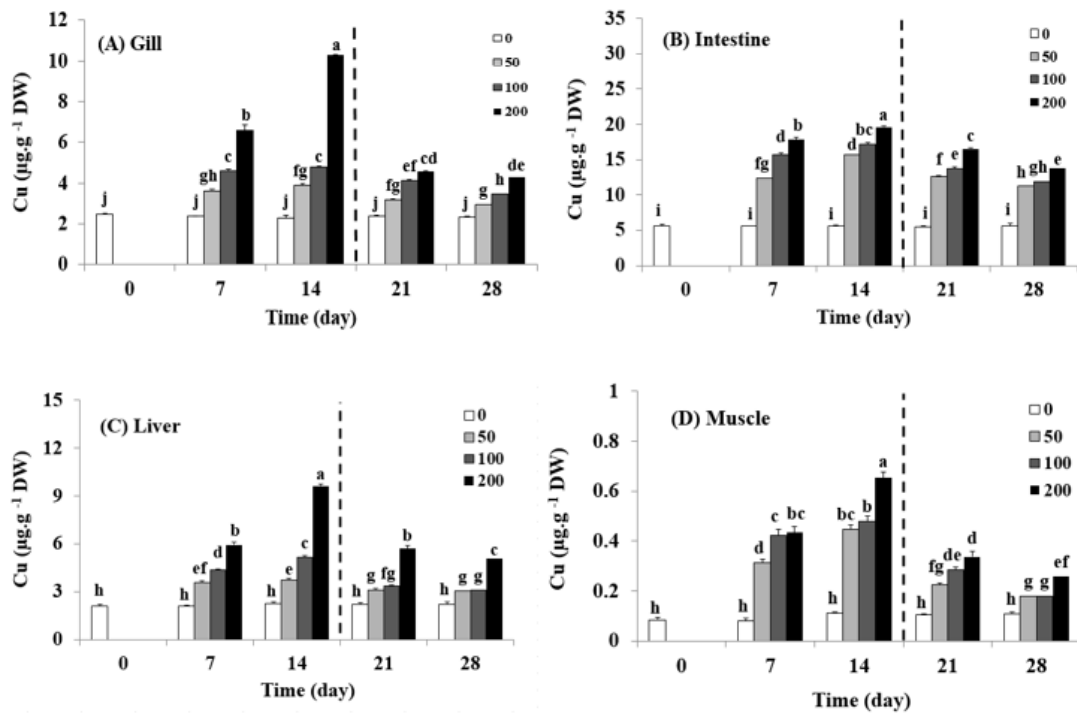 (A) Gill
0
50
100
200
Cu (µg.g -1 DW)
12
10
8
6
4
2
0
j
j gh c b
j fg c a
j fg ef cd
j g h de
0 7 14 21 28
Time (day)
(B) Intestine
0
50
100
200
Cu (µg.g -1 DW)
35
30
25
20
15
10
5
0
i
i fg d b
i d bc a
i f e c
i h gh e
0 7 14 21 28
Time (day)
(C) Liver
0
50
100
200
Cu (µg.g -1 DW)
15
12
9
6
3
0
h
h ef d b
h e c a
h g fg b
h g g c
0 7 14 21 28
Time (day)
(D) Muscle
0
50
100
200
Cu (µg.g -1 DW)
1
0.8
0.6
0.4
0.2
0
h
h d c bc
h bc b a
h fg de d
h g g ef
0 7 14 21 28
Time (day)